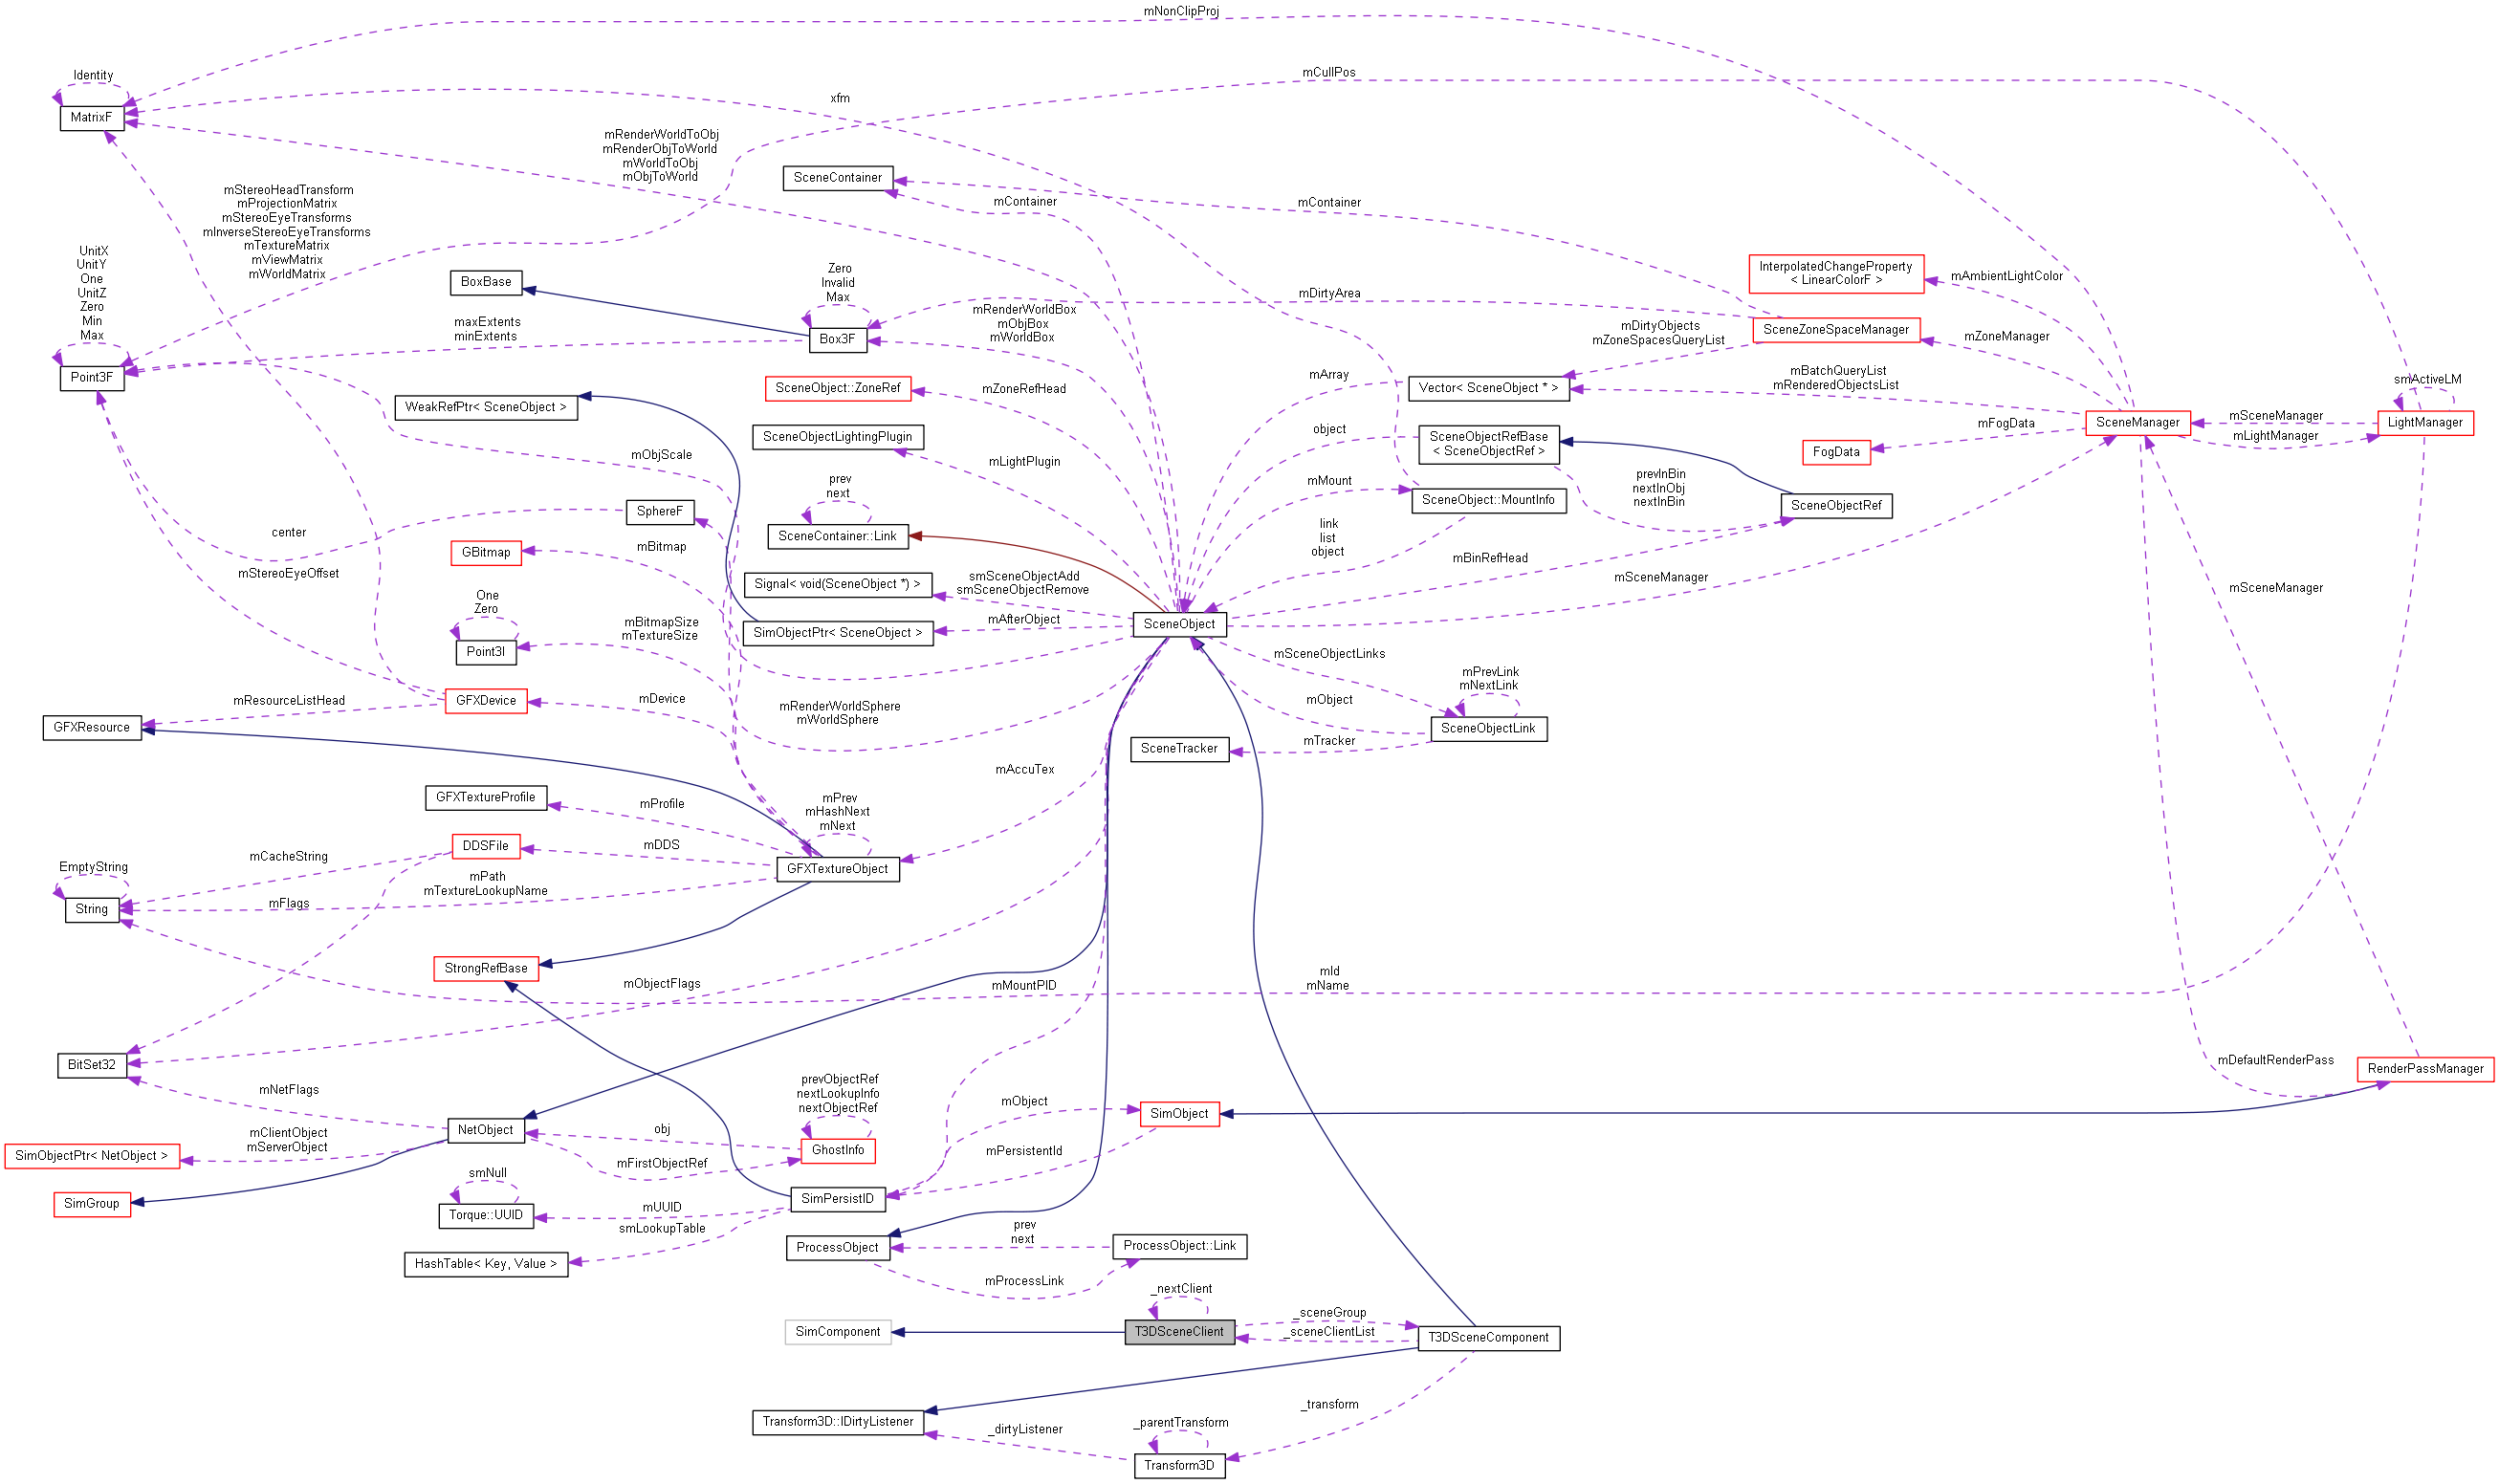 mNonClipProj
mCullPos
Identity
MatrixF
xfm
mRenderWorldToObj
mRenderObjToWorld
mWorldToObj
mObjToWorld
SceneContainer
mContainer
mContainer
mStereoHeadTransform
mProjectionMatrix
mStereoEyeTransforms
mInverseStereoEyeTransforms
mTextureMatrix
mViewMatrix
mWorldMatrix
UnitX
UnitY
One
UnitZ
Zero
Min
Max
Point3F
BoxBase
Zero
Invalid
Max
Box3F
maxExtents
minExtents
mRenderWorldBox
mObjBox
mWorldBox
mDirtyArea
InterpolatedChangeProperty
< LinearColorF >
mAmbientLightColor
SceneZoneSpaceManager
mDirtyObjects
mZoneSpacesQueryList
mZoneManager
mArray
Vector< SceneObject * >
mBatchQueryList
mRenderedObjectsList
smActiveLM
SceneObject::ZoneRef
mZoneRefHead
WeakRefPtr< SceneObject >
SceneObjectLightingPlugin
mLightPlugin
object
SceneObjectRefBase
< SceneObjectRef >
FogData
mFogData
SceneManager
mSceneManager
mLightManager
LightManager
mObjScale
mMount
SceneObject::MountInfo
prevInBin
nextInObj
nextInBin
SceneObjectRef
SphereF
prev
next
SceneContainer::Link
center
GBitmap
mBitmap
link
list
object
mBinRefHead
mStereoEyeOffset
Signal< void(SceneObject *) >
smSceneObjectAdd
smSceneObjectRemove
mSceneManager
mSceneManager
One
Zero
Point3I
mBitmapSize
mTextureSize
SimObjectPtr< SceneObject >
mAfterObject
SceneObject
mSceneObjectLinks
mPrevLink
mNextLink
mObject
SceneObjectLink
mResourceListHead
GFXDevice
mDevice
mRenderWorldSphere
mWorldSphere
GFXResource
SceneTracker
mTracker
mAccuTex
GFXTextureProfile
mProfile
mPrev
mHashNext
mNext
DDSFile
mDDS
GFXTextureObject
mCacheString
EmptyString
String
mPath
mTextureLookupName
mFlags
StrongRefBase
mObjectFlags
mMountPID
mId
mName
BitSet32
mNetFlags
mDefaultRenderPass
RenderPassManager
prevObjectRef
nextLookupInfo
nextObjectRef
mObject
SimObject
NetObject
obj
GhostInfo
mClientObject
mServerObject
SimObjectPtr< NetObject >
mFirstObjectRef
mPersistentId
SimGroup
smNull
Torque::UUID
mUUID
SimPersistID
smLookupTable
HashTable< Key, Value >
ProcessObject
prev
next
ProcessObject::Link
mProcessLink
_nextClient
SimComponent
T3DSceneClient
_sceneGroup
_sceneClientList
T3DSceneComponent
Transform3D::IDirtyListener
_transform
_dirtyListener
_parentTransform
Transform3D